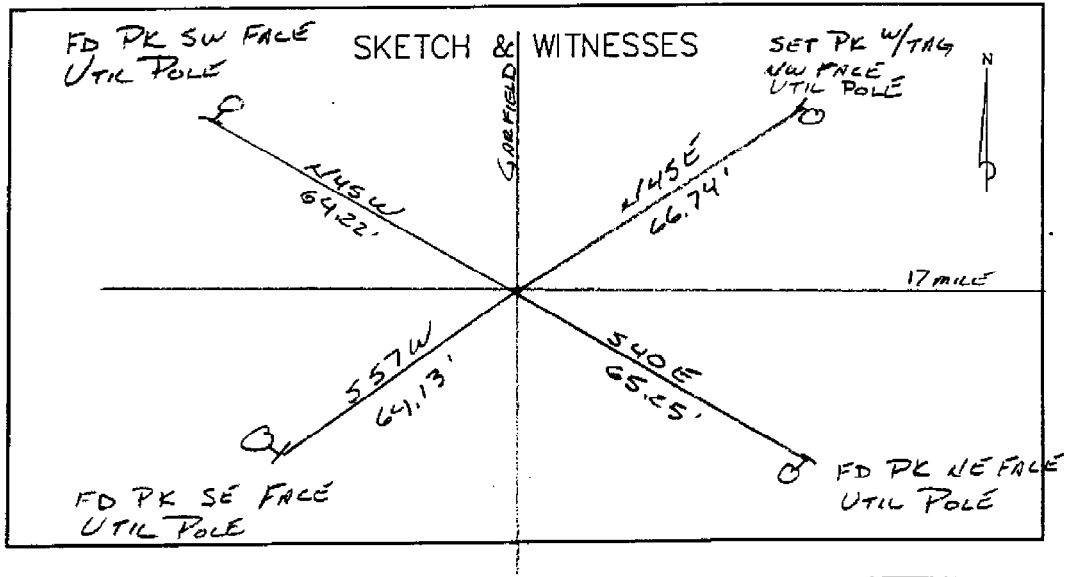 SKETCH & WITNESSES
FD PK SW FACE
UTIL POLE
GARFIELD
SET PK W/TAG
NW FACE
UTIL POLE
N
N45W
64.22'
N45E
66.74'
17 MILE
S57W
64.13'
S40E
65.25'
FD PK SE FACE
UTIL POLE
FD PK NE FACE
UTIL POLE